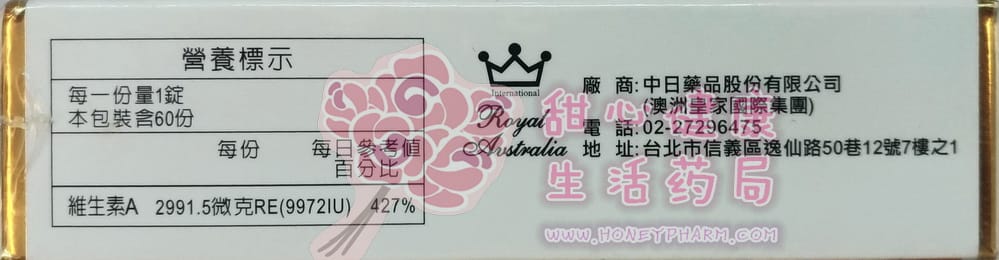 營養標示
每一份量1錠
本包裝含60份
每份 每日參考值
百分比
維生素A 2991.5微克RE(9972IU) 427%
International
Royal
Australia
廠 商:中日藥品股份有限公司
(澳洲皇家國際集團)
電 話:02-27296475
地 址:台北市信義區逸仙路50巷12號7樓之1
甜心健康
生活药局
www.HONEYPHARM.COM